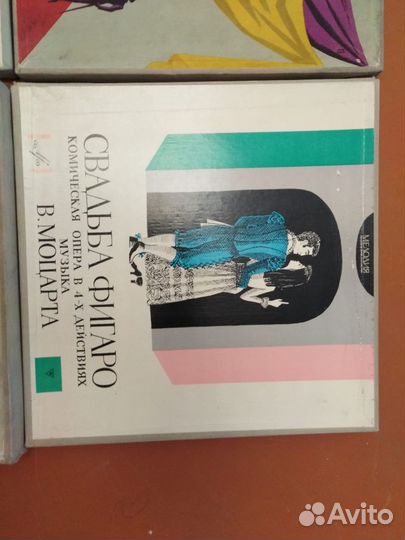 СВАДЬБА ФИГАРО
КОМИЧЕСКАЯ ОПЕРА В 4-Х ДЕЙСТВИЯХ
МУЗЫКА
В. МОЦАРТА
МЕЛОДИЯ
Avito